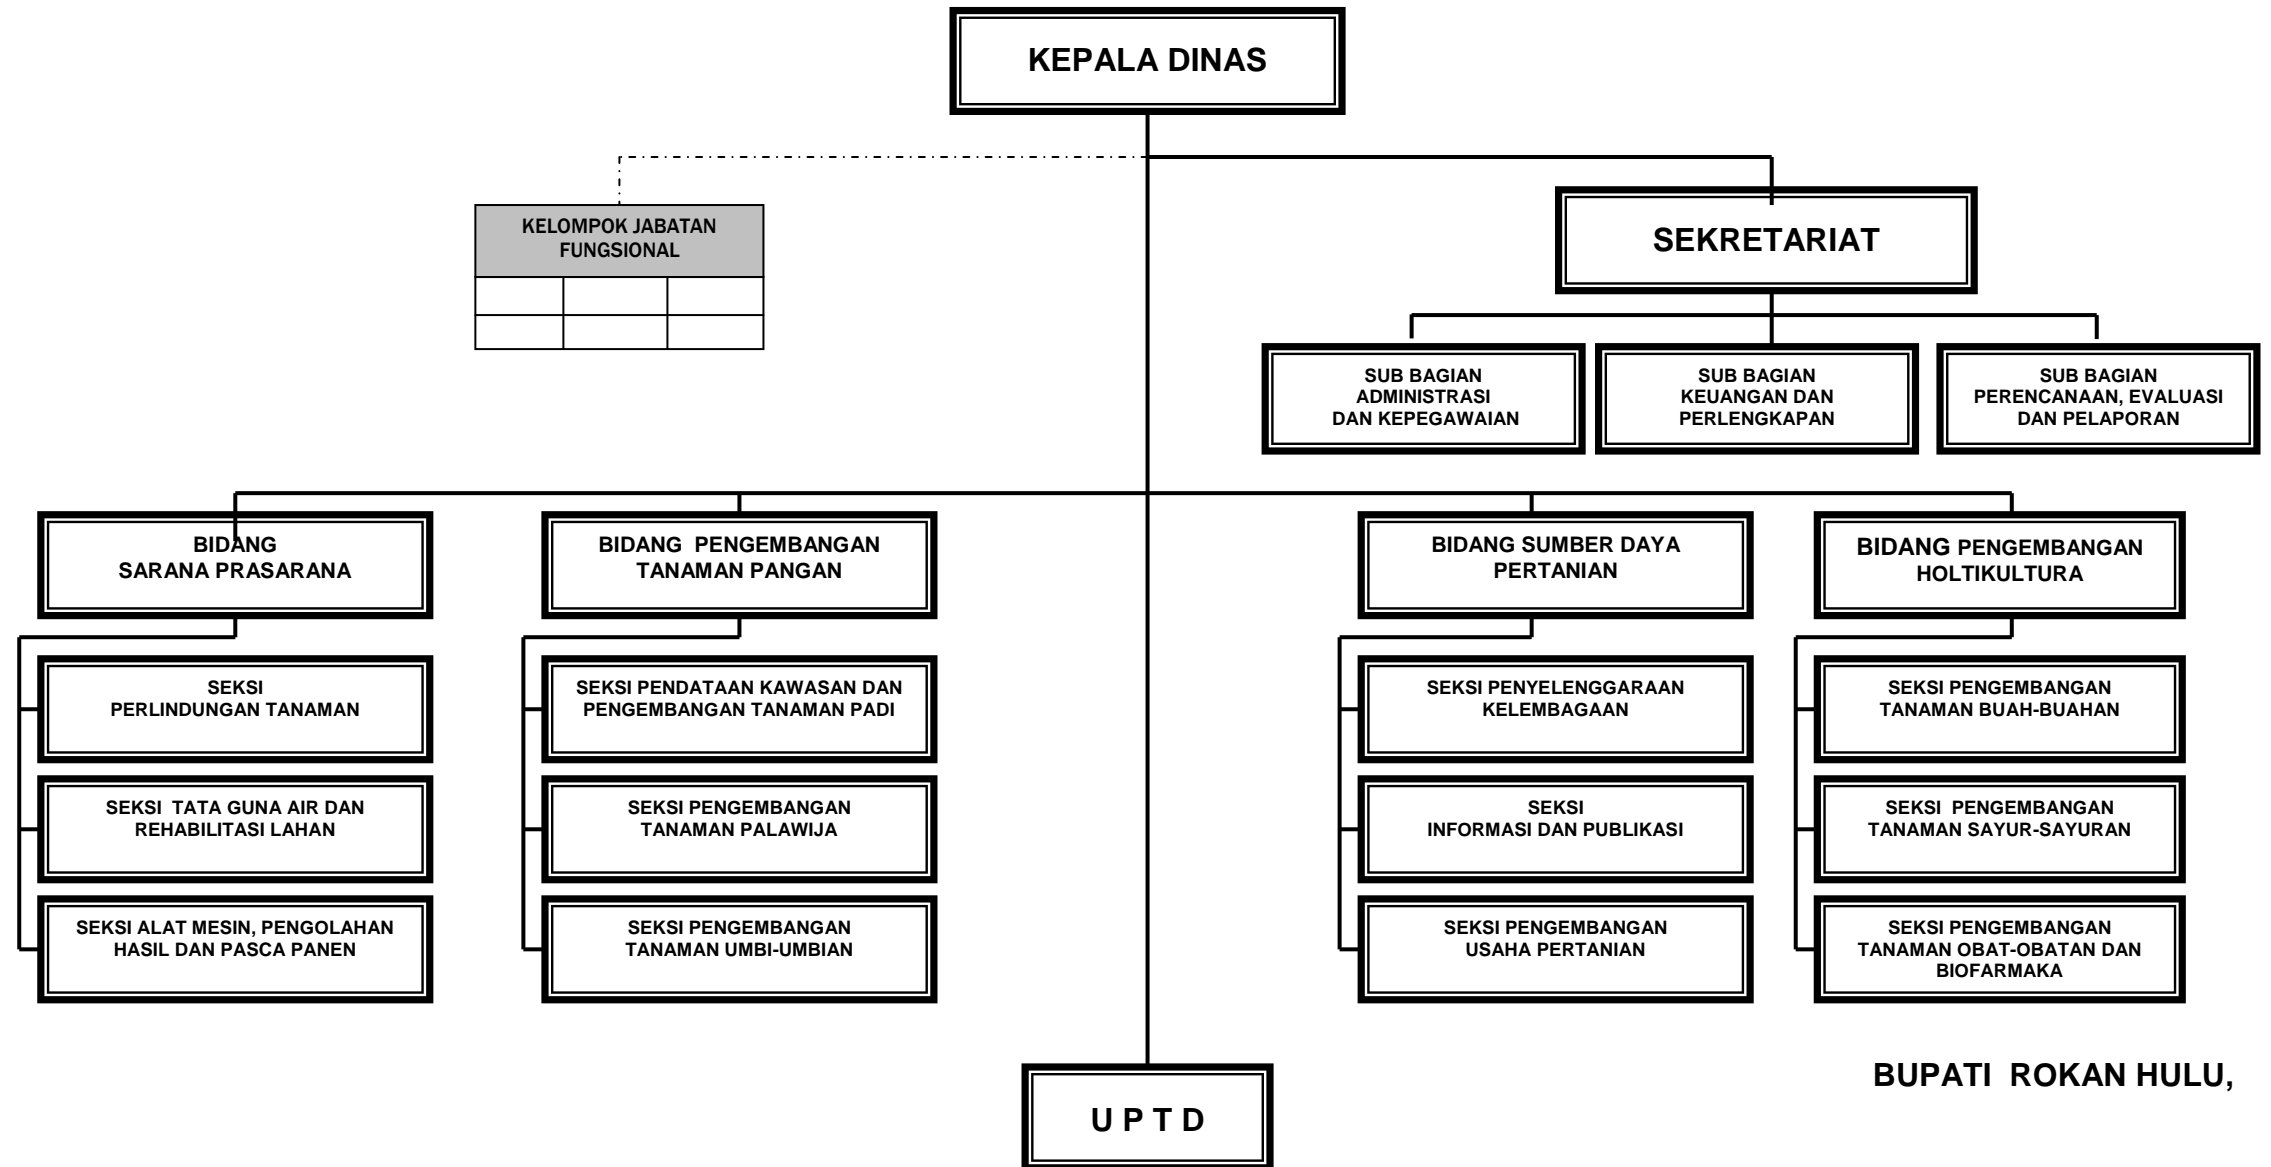 KEPALA DINAS
KELOMPOK JABATAN
FUNGSIONAL
SEKRETARIAT
SUB BAGIAN
ADMINISTRASI
DAN KEPEGAWAIAN
SUB BAGIAN
KEUANGAN DAN
PERLENGKAPAN
SUB BAGIAN
PERENCANAAN, EVALUASI
DAN PELAPORAN
BIDANG
SARANA PRASARANA
BIDANG PENGEMBANGAN
TANAMAN PANGAN
BIDANG SUMBER DAYA
PERTANIAN
BIDANG PENGEMBANGAN
HOLTIKULTURA
SEKSI
PERLINDUNGAN TANAMAN
SEKSI PENDATAAN KAWASAN DAN
PENGEMBANGAN TANAMAN PADI
SEKSI PENYELENGGARAAN
KELEMBAGAAN
SEKSI PENGEMBANGAN
TANAMAN BUAH-BUAHAN
SEKSI TATA GUNA AIR DAN
REHABILITASI LAHAN
SEKSI PENGEMBANGAN
TANAMAN PALAWIJA
SEKSI
INFORMASI DAN PUBLIKASI
SEKSI PENGEMBANGAN
TANAMAN SAYUR-SAYURAN
SEKSI ALAT MESIN, PENGOLAHAN
HASIL DAN PASCA PANEN
SEKSI PENGEMBANGAN
TANAMAN UMBI-UMBIAN
SEKSI PENGEMBANGAN
USAHA PERTANIAN
SEKSI PENGEMBANGAN
TANAMAN OBAT-OBATAN DAN
BIOFARMAKA
BUPATI ROKAN HULU,
U P T D